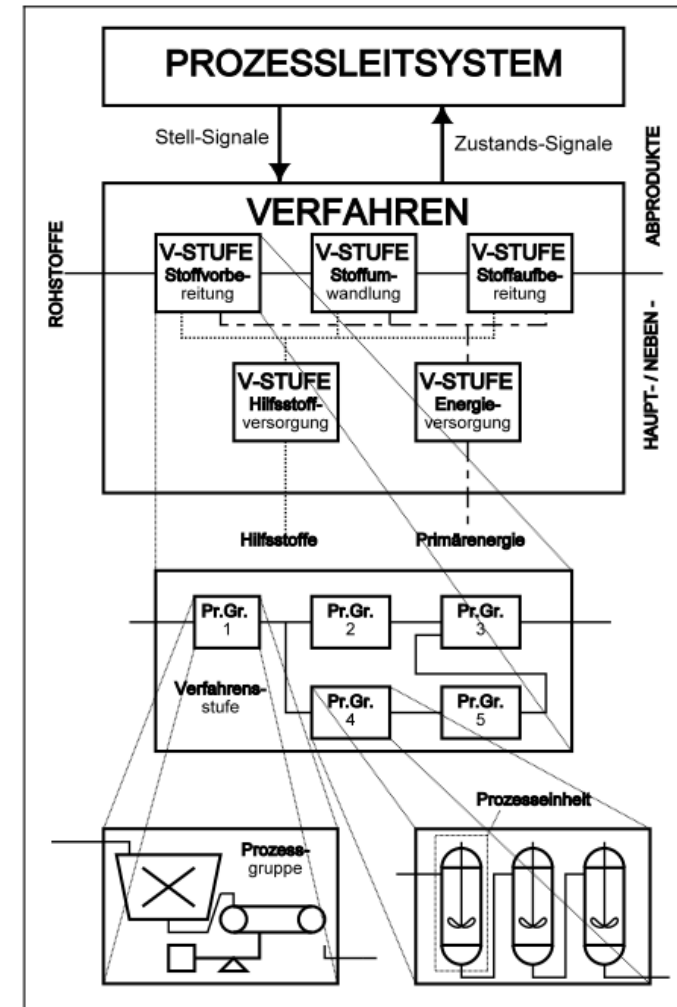 PROZESSLEITSYSTEM
Stell-Signale
Zustands-Signale
ROHSTOFFE
HAUPT- / NEBEN -
ABPRODUKTE
VERFAHREN
V-STUFE
Stoffvorbe-
reitung
V-STUFE
Stoffum-
wandlung
V-STUFE
Stoffaufbe-
reitung
V-STUFE
Hilfsstoff-
versorgung
V-STUFE
Energie-
versorgung
Hilfsstoffe
Primärenergie
Pr.Gr.
1
Pr.Gr.
2
Pr.Gr.
3
Verfahrens-
stufe
Pr.Gr.
4
Pr.Gr.
5
Prozesseinheit
Prozess-
gruppe